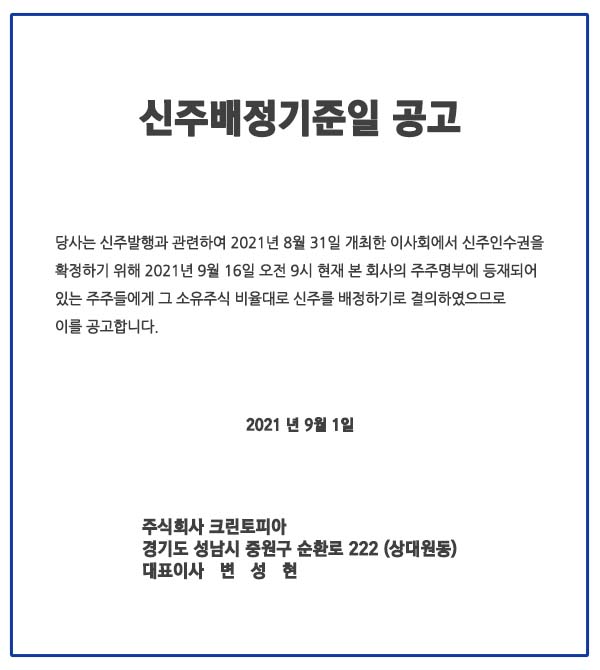 신주배정기준일 공고
당사는 신주발행과 관련하여 2021년 8월 31일 개최한 이사회에서 신주인수권을
확정하기 위해 2021년 9월 16일 오전 9시 현재 본 회사의 주주명부에 등재되어
있는 주주들에게 그 소유주식 비율대로 신주를 배정하기로 결의하였으므로
이를 공고합니다.
2021 년 9월 1일
주식회사 크린토피아
경기도 성남시 중원구 순환로 222 (상대원동)
대표이사 변 성 현